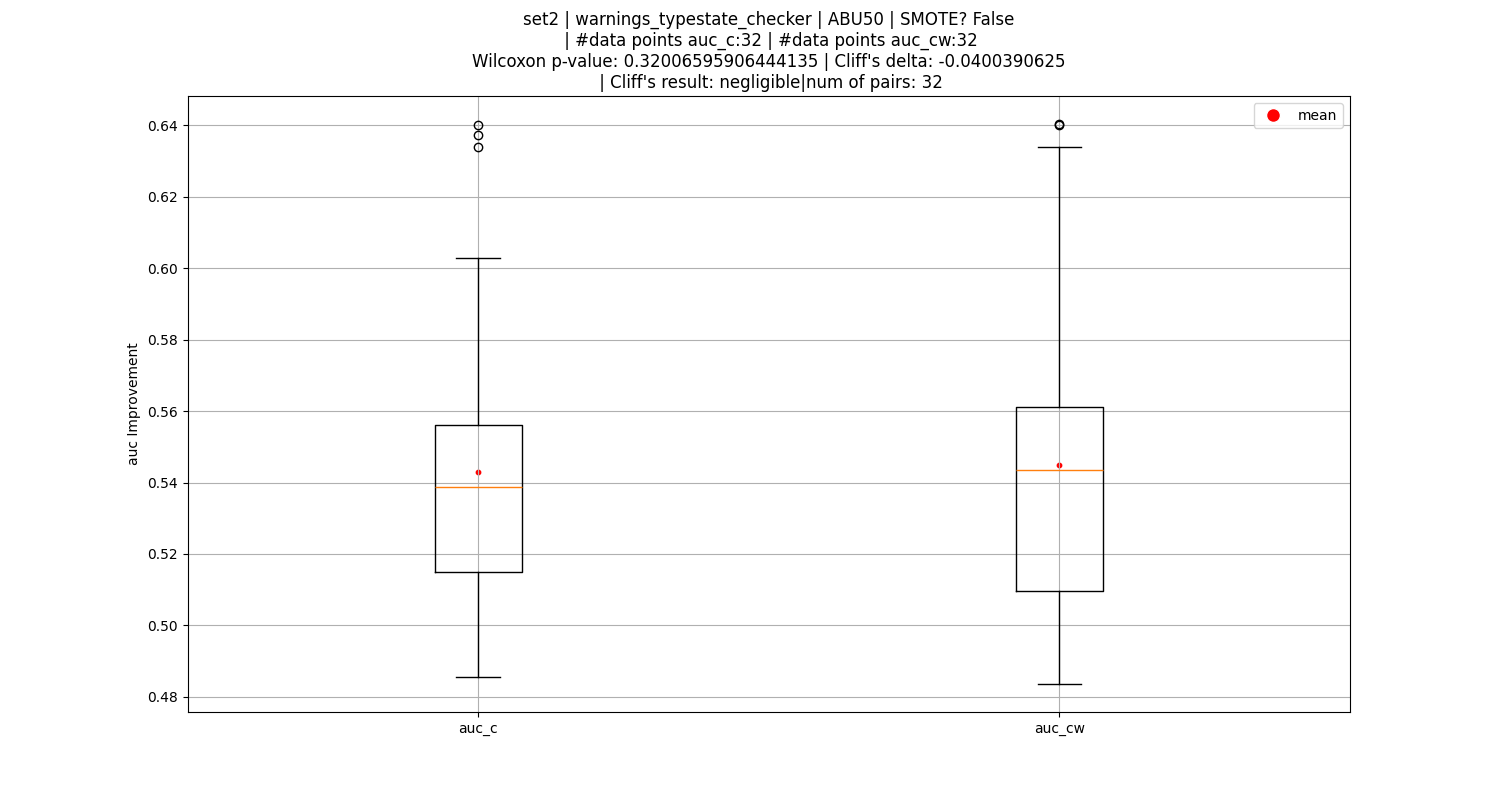 set2 | warnings_typestate_checker | ABU50 | SMOTE? False
| #data points auc_c:32 | #data points auc_cw:32
Wilcoxon p-value: 0.32006595906444135 | Cliff's delta: -0.0400390625
| Cliff's result: negligible|num of pairs: 32
mean
0.64
0.62
0.60
0.58
0.56
0.54
0.52
0.50
0.48
auc Improvement
auc_c
auc_cw